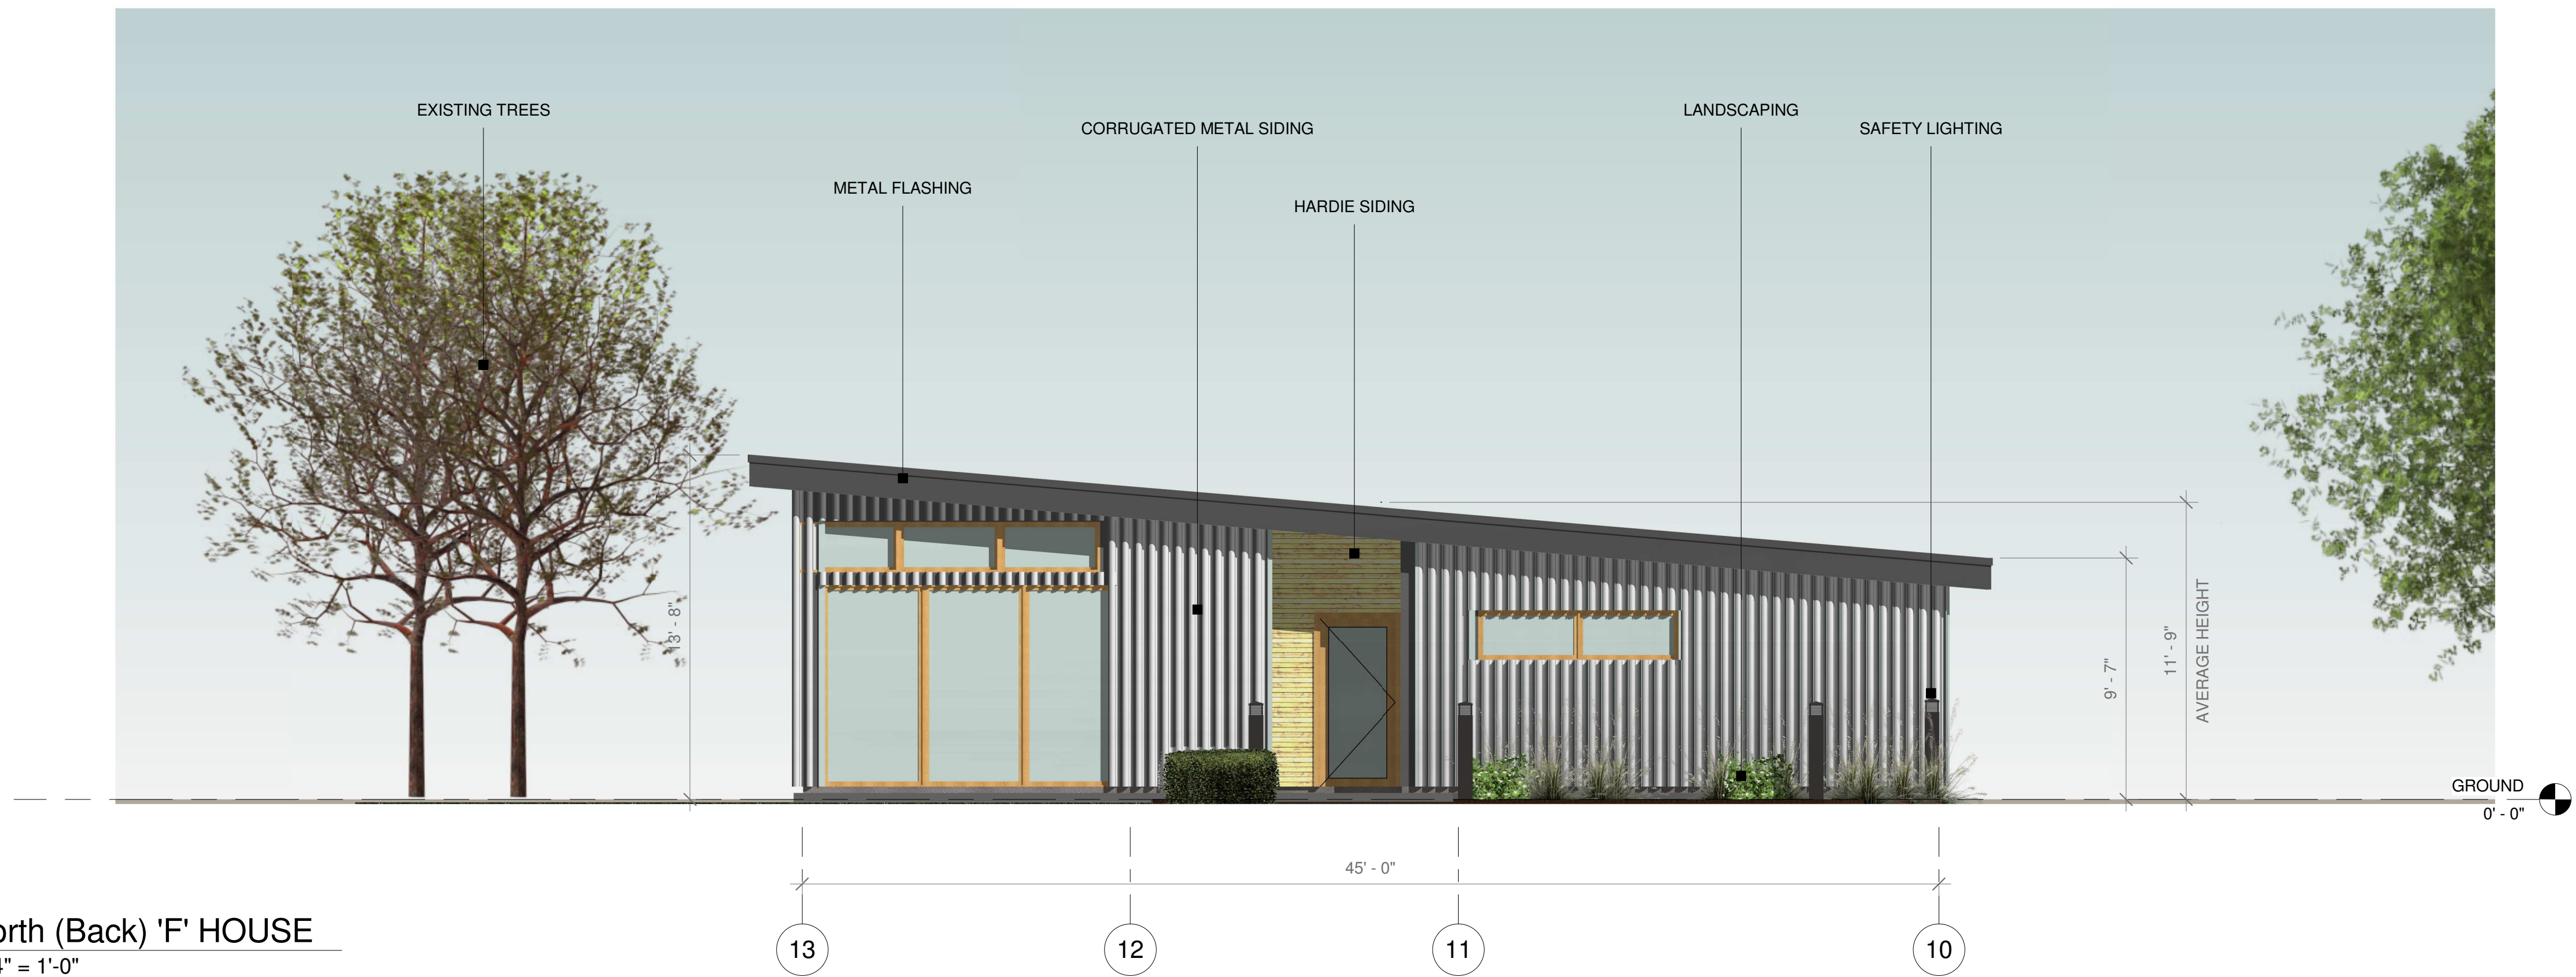 EXISTING TREES
LANDSCAPING
CORRUGATED METAL SIDING
SAFETY LIGHTING
METAL FLASHING
HARDIE SIDING
13' - 8"
9' - 7"
11' - 9"
AVERAGE HEIGHT
GROUND
0' - 0"
45' - 0"
(Back) 'F' HOUSE
= 1'-0"
13
12
11
10